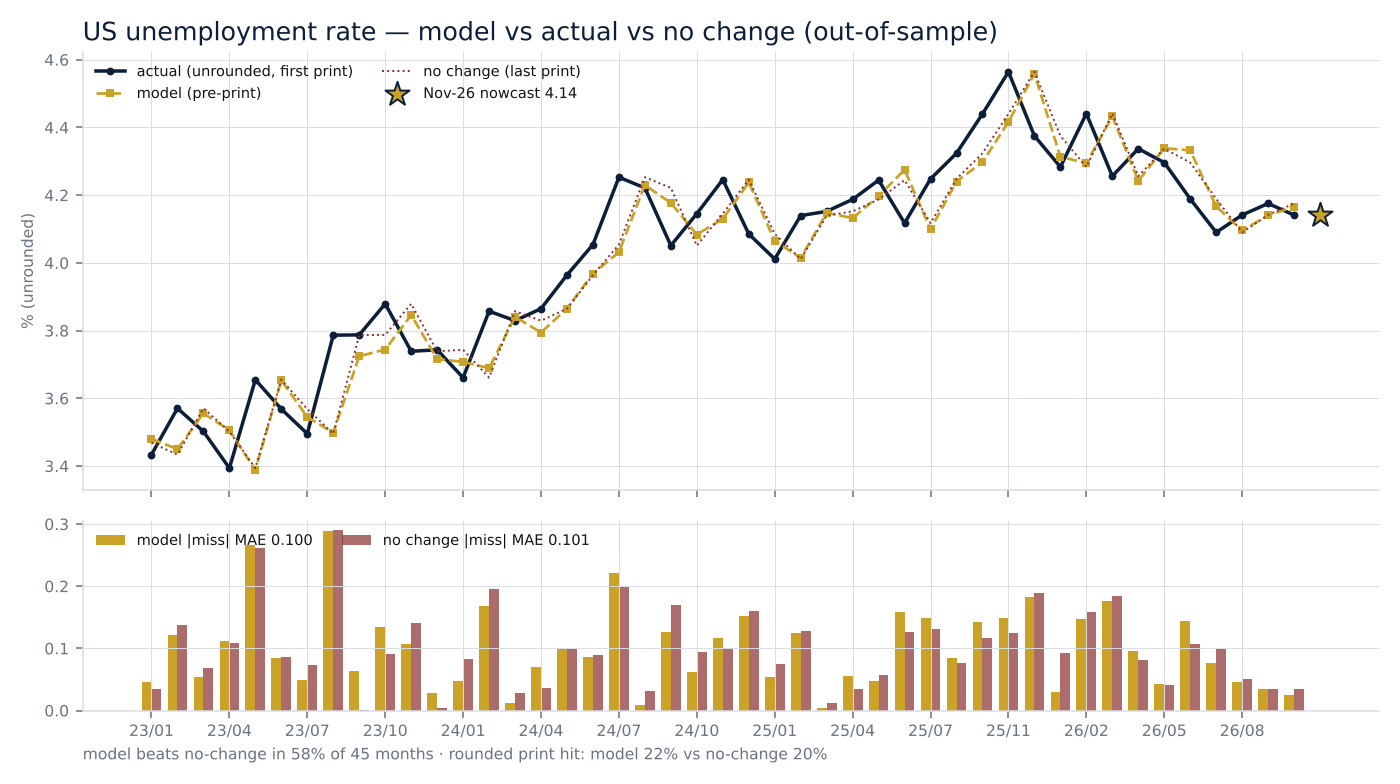 US unemployment rate — model vs actual vs no change (out-of-sample)
actual (unrounded, first print)
model (pre-print)
no change (last print)
Nov-26 nowcast 4.14
% (unrounded)
4.6
4.4
4.2
4.0
3.8
3.6
3.4
model |miss| MAE 0.100
no change |miss| MAE 0.101
0.3
0.2
0.1
0.0
23/01 23/04 23/07 23/10 24/01 24/04 24/07 24/10 25/01 25/04 25/07 25/11 26/02 26/05 26/08
model beats no-change in 58% of 45 months · rounded print hit: model 22% vs no-change 20%